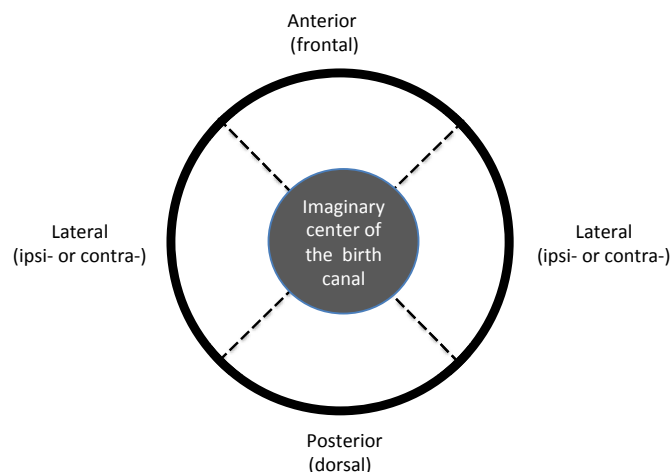 Anterior
(frontal)
Imaginary
center of
the birth
canal
Lateral
(ipsi- or contra-)
Lateral
(ipsi- or contra-)
Posterior
(dorsal)